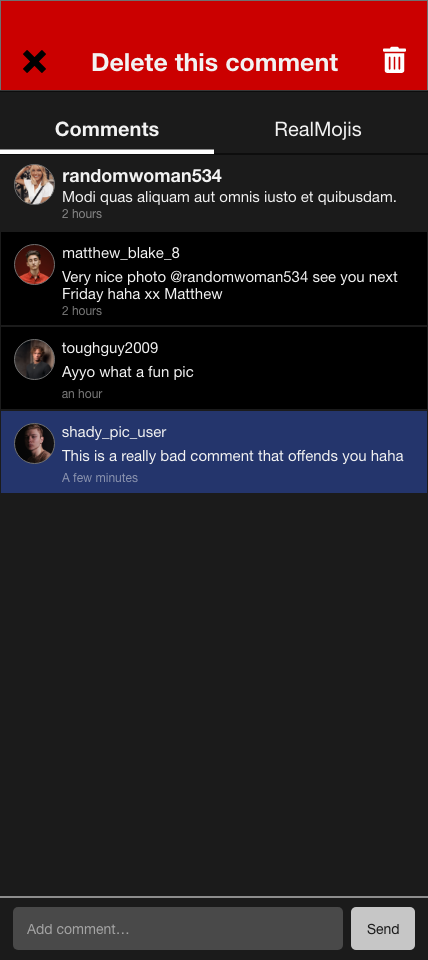 Delete this comment
Comments
RealMojis
randomwoman534
Modi quas aliquam aut omnis iusto et quibusdam.
2 hours
matthew_blake_8
Very nice photo @randomwoman534 see you next
Friday haha xx Matthew
2 hours
toughguy2009
Ayyo what a fun pic
an hour
shady_pic_user
This is a really bad comment that offends you haha
A few minutes
Add comment...
Send